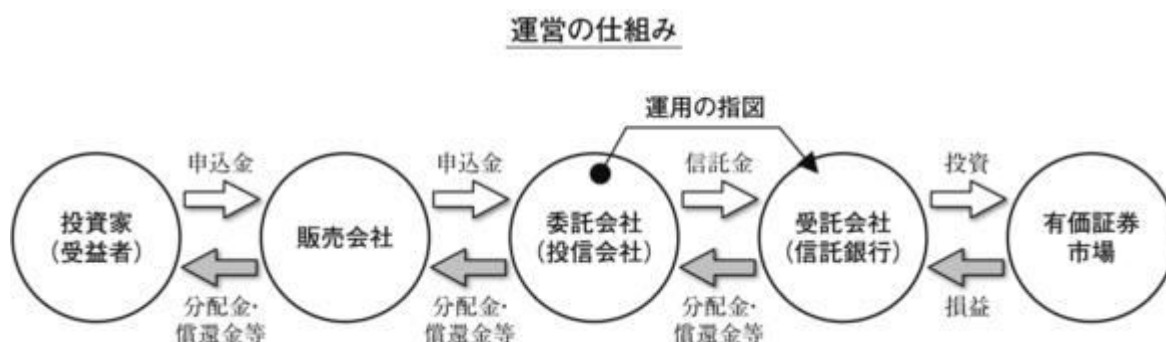 運営の仕組み
運用の指図
申込金
申込金
信託金
投資
投資家
(受益者)
販売会社
委託会社
(投信会社)
受託会社
(信託銀行)
有価証券
市場
分配金・
償還金等
分配金・
償還金等
分配金・
償還金等
損益